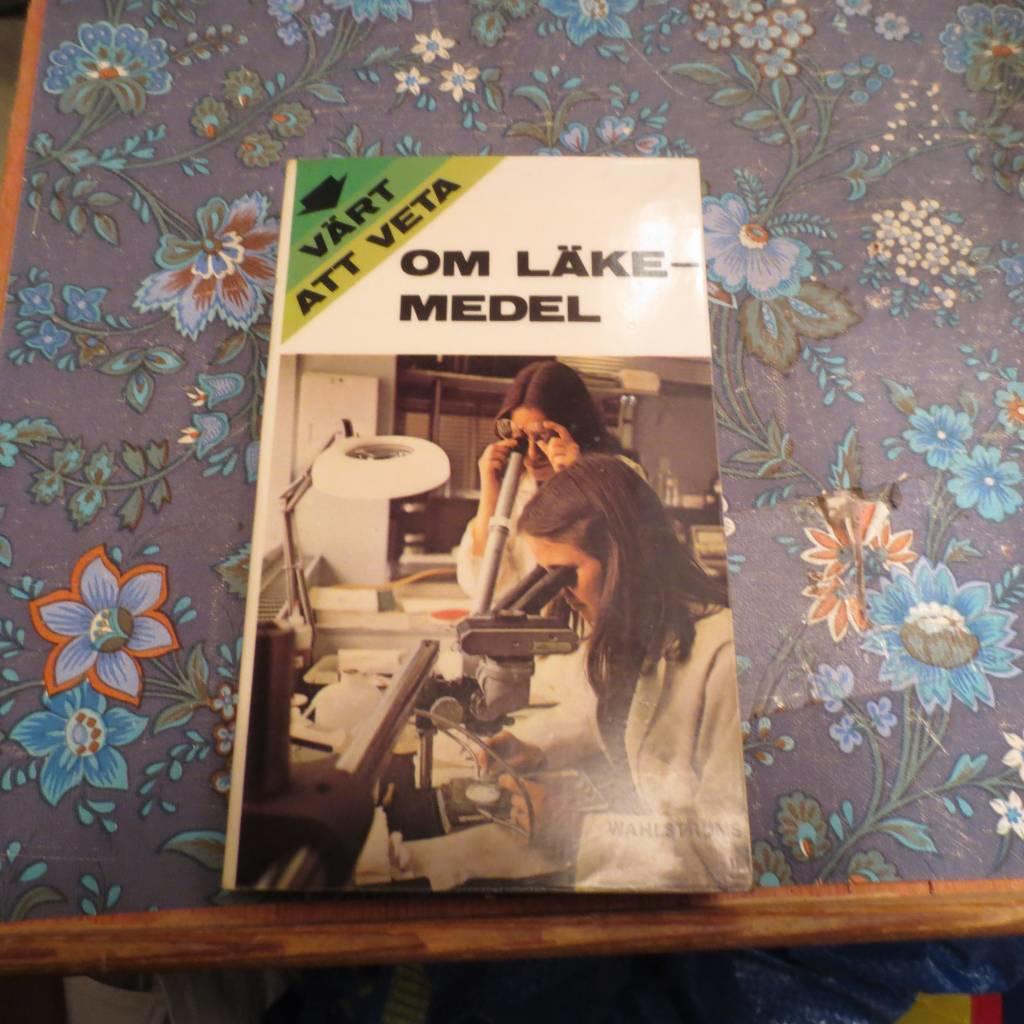 VÄRT
ATT VETA
OM LÄKE-
MEDEL
WAHLSTRÖMS